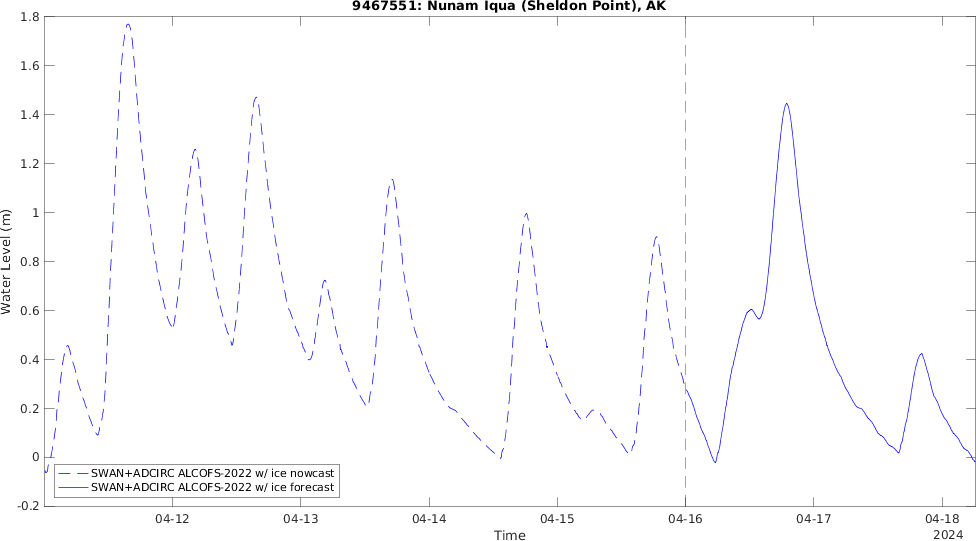 9467551: Nunam Iqua (Sheldon Point), AK
1.8
1.6
1.4
1.2
1
0.8
0.6
0.4
0.2
0
-0.2
Water Level (m)
SWAN+ADCIRC ALCOFS-2022 w/ ice nowcast
SWAN+ADCIRC ALCOFS-2022 w/ ice forecast
04-12 04-13 04-14 04-15 04-16 04-17 04-18
Time 2024